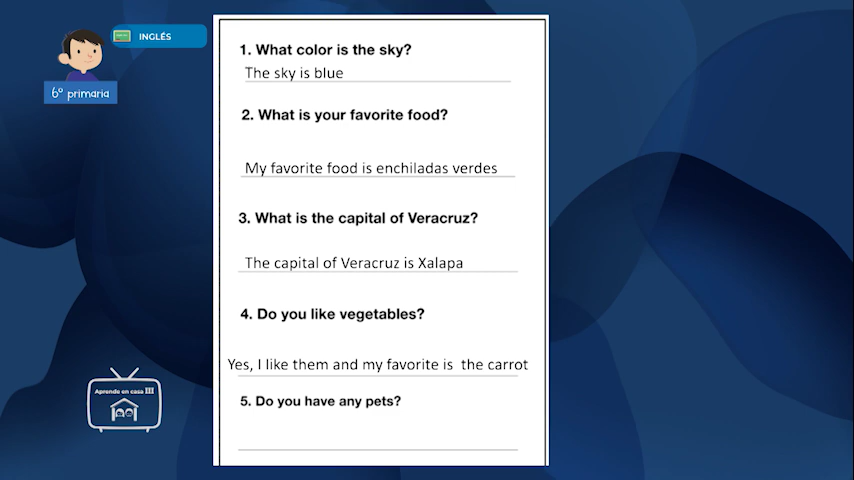 INGLÉS
6º primaria
1. What color is the sky?
The sky is blue
2. What is your favorite food?
My favorite food is enchiladas verdes
3. What is the capital of Veracruz?
The capital of Veracruz is Xalapa
4. Do you like vegetables?
Yes, I like them and my favorite is the carrot
5. Do you have any pets?
Aprende en casa III